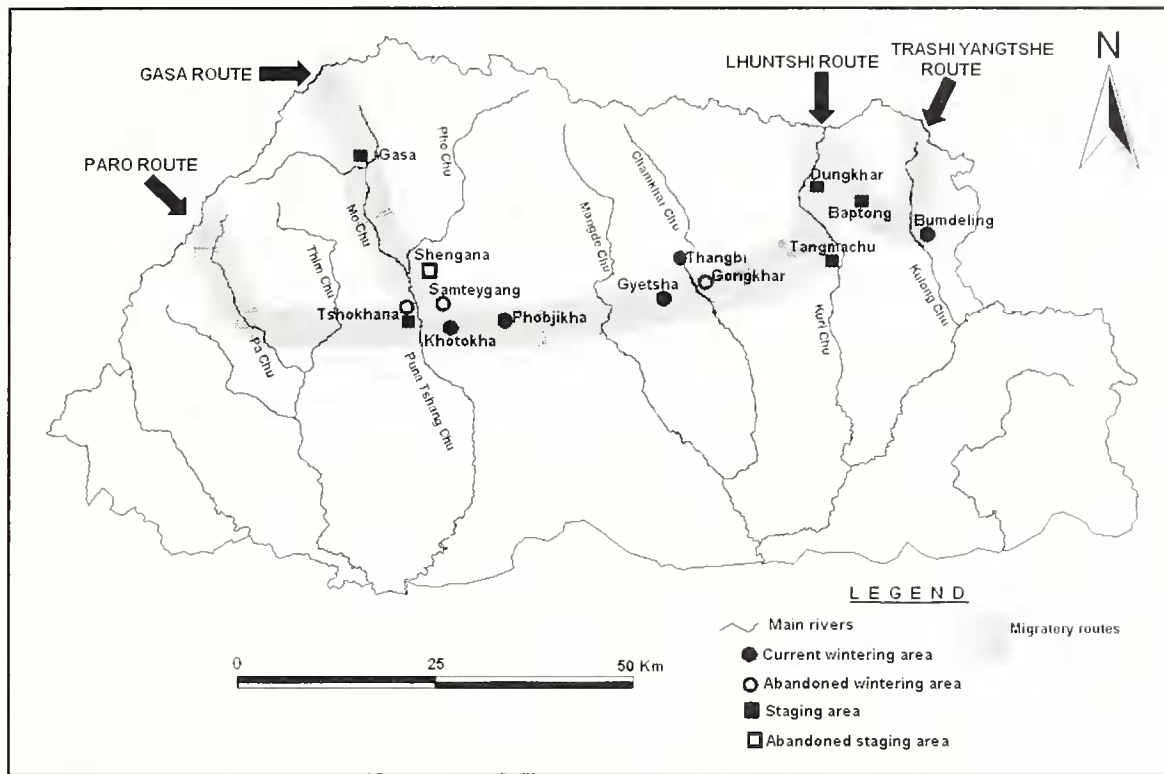 TRASHI YANGTSHE
ROUTE
LHUNTSHI ROUTE
N
GASA ROUTE
PARO ROUTE
Gasa
Pho Chu
Mo Chu
Thim Chu
Pa Chu
Shengana
Samteygang
Tshokhana
Khotokha
Phobjikha
Puna Tshang Chu
Mangde Chu
Chamkhar Chu
Thangbi
Gyetsha
Dungkhar
Baptong
Bumdeling
Tangmachu
Kuri Chu
Kulong Chu
LEGEND
Main rivers
Migratory routes
Current wintering area
Abandoned wintering area
Staging area
Abandoned staging area
0 25 50 Km